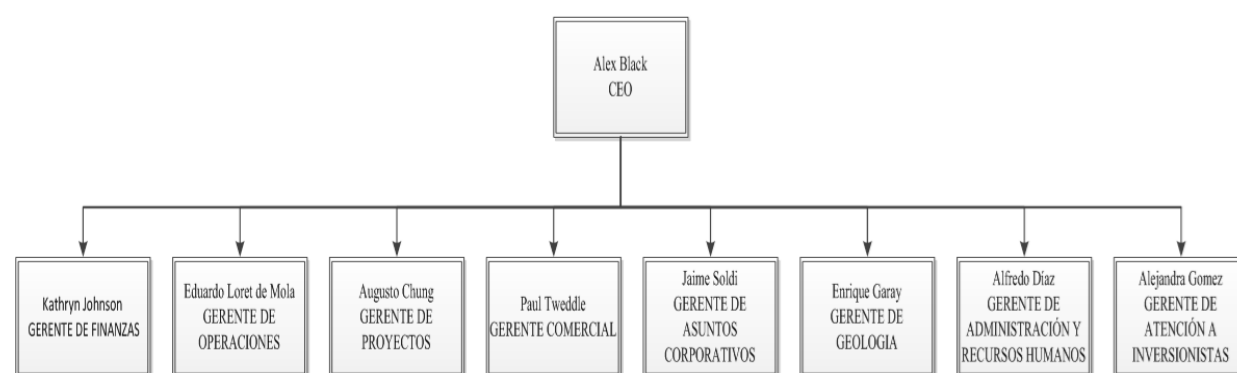 Alex Black
CEO
Kathryn Johnson
GERENTE DE FINANZAS
Eduardo Loret de Mola
GERENTE DE
OPERACIONES
Augusto Chung
GERENTE DE
PROYECTOS
Paul Tweddle
GERENTE COMERCIAL
Jaime Soldi
GERENTE DE
ASUNTOS
CORPORATIVOS
Enrique Garay
GERENTE DE
GEOLOGIA
Alfredo Díaz
GERENTE DE
ADMINISTRACIÓN Y
RECURSOS HUMANOS
Alejandra Gomez
GERENTE DE
ATENCIÓN A
INVERSIONISTAS